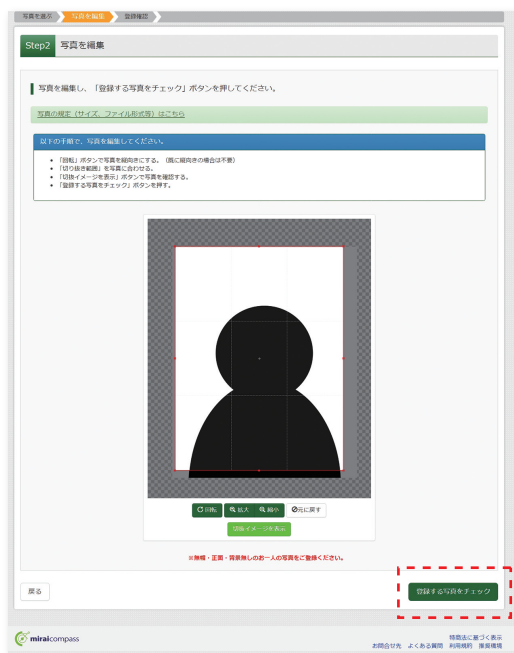 写真を選ぶ 写真を編集 登録確認
Step2 写真を編集
写真を編集し、「登録する写真をチェック」ボタンを押してください。
写真の規定（サイズ、ファイル形式等）はこちら
以下の手順で、写真を編集してください。
• 「回転」ボタンで写真を縦向きにする。（既に縦向きの場合は不要）
• 「切り抜き範囲」を写真に合わせる。
• 「切抜イメージを表示」ボタンで写真を確認する。
• 「登録する写真をチェック」ボタンを押す。
回転 拡大 縮小 元に戻す
切抜イメージを表示
※無帽・正面・背景無しのお一人の写真をご登録ください。
戻る 登録する写真をチェック
miraicompass
特商法に基づく表示
お問合せ先 よくある質問 利用規約 推奨環境